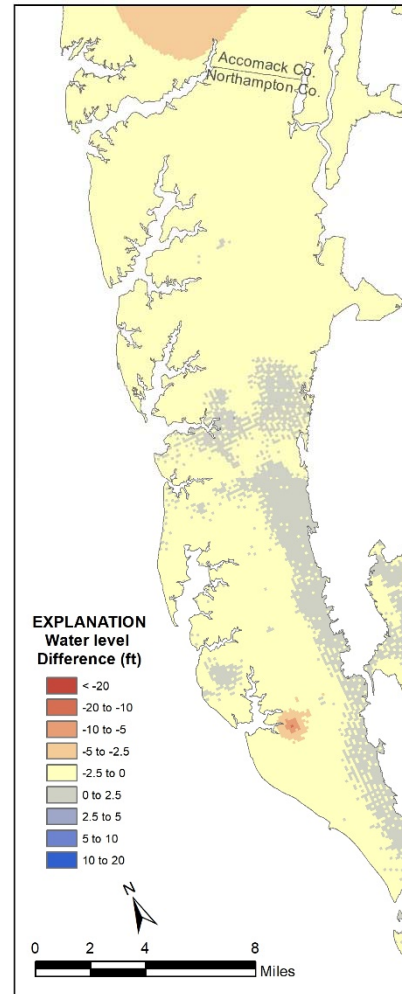 Accomack Co.
Northampton Co.
EXPLANATION
Water level
Difference (ft)
< -20
-20 to -10
-10 to -5
-5 to -2.5
-2.5 to 0
0 to 2.5
2.5 to 5
5 to 10
10 to 20
N
0 2 4 8
Miles